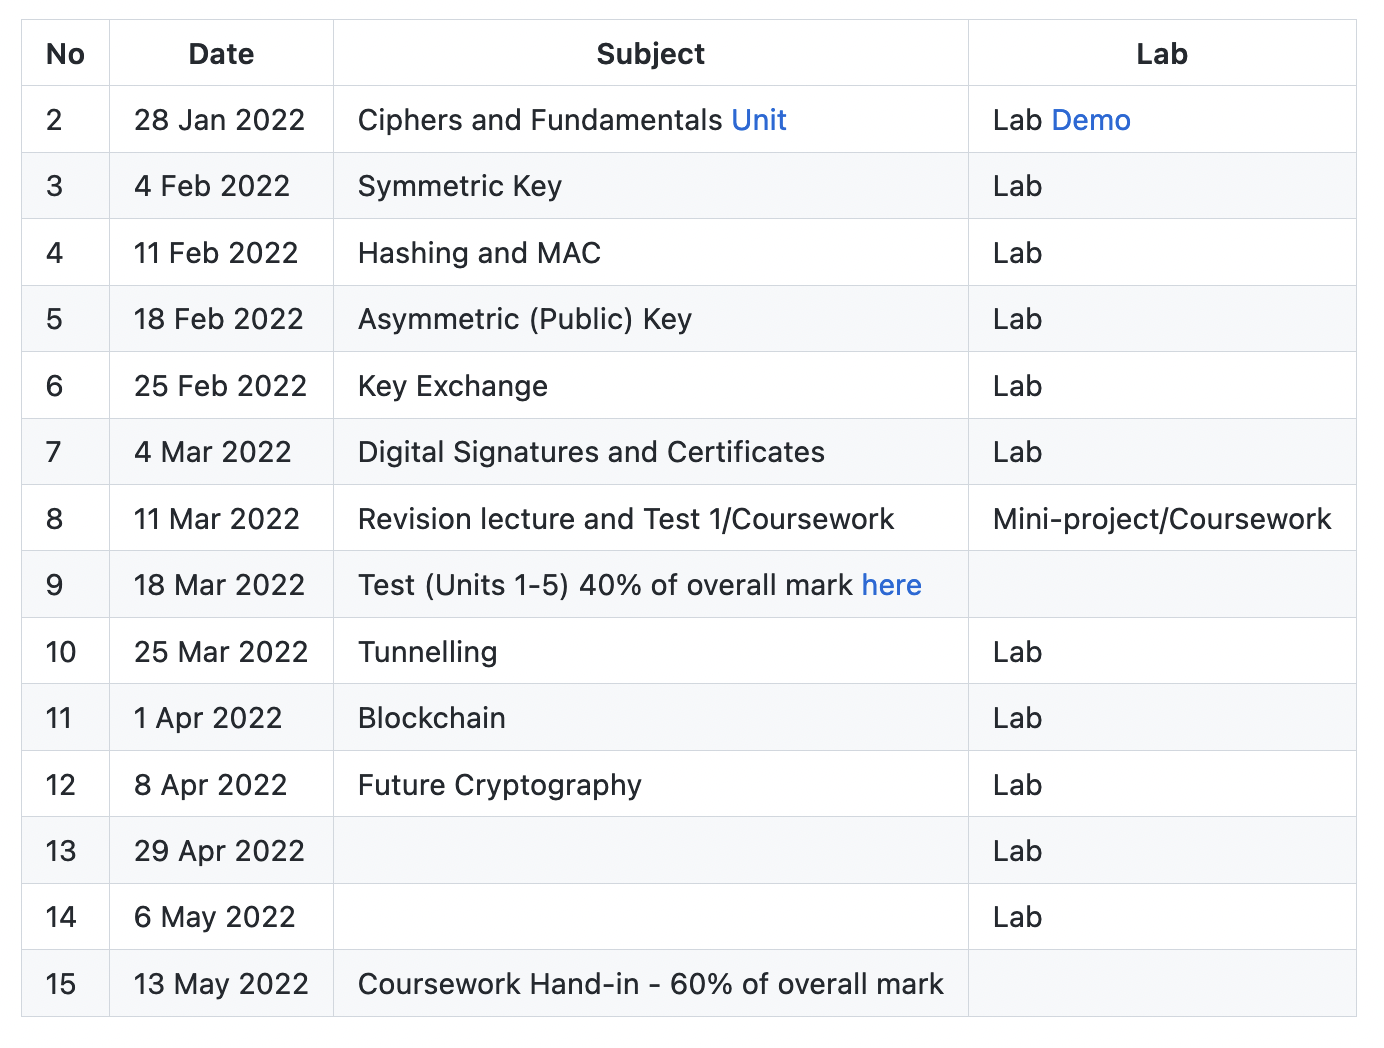 No Date Subject Lab
2 28 Jan 2022 Ciphers and Fundamentals Unit Lab Demo
3 4 Feb 2022 Symmetric Key Lab
4 11 Feb 2022 Hashing and MAC Lab
5 18 Feb 2022 Asymmetric (Public) Key Lab
6 25 Feb 2022 Key Exchange Lab
7 4 Mar 2022 Digital Signatures and Certificates Lab
8 11 Mar 2022 Revision lecture and Test 1/Coursework Mini-project/Coursework
9 18 Mar 2022 Test (Units 1-5) 40% of overall mark here
10 25 Mar 2022 Tunnelling Lab
11 1 Apr 2022 Blockchain Lab
12 8 Apr 2022 Future Cryptography Lab
13 29 Apr 2022 Lab
14 6 May 2022 Lab
15 13 May 2022 Coursework Hand-in - 60% of overall mark